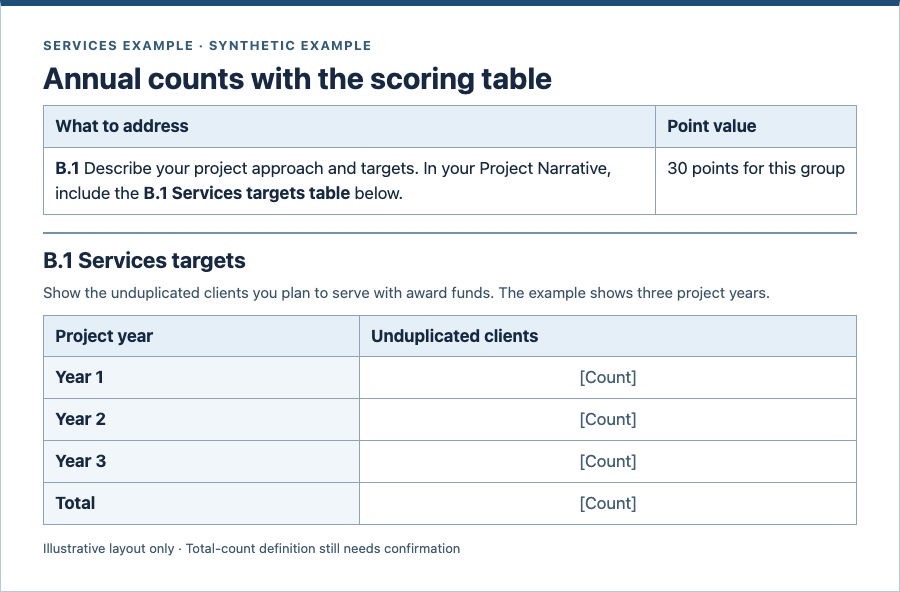 SERVICES EXAMPLE · SYNTHETIC EXAMPLE
Annual counts with the scoring table
What to address
Point value
B.1 Describe your project approach and targets. In your Project Narrative,
include the B.1 Services targets table below.
30 points for this group
B.1 Services targets
Show the unduplicated clients you plan to serve with award funds. The example shows three project years.
Project year
Unduplicated clients
Year 1
[Count]
Year 2
[Count]
Year 3
[Count]
Total
[Count]
Illustrative layout only · Total-count definition still needs confirmation